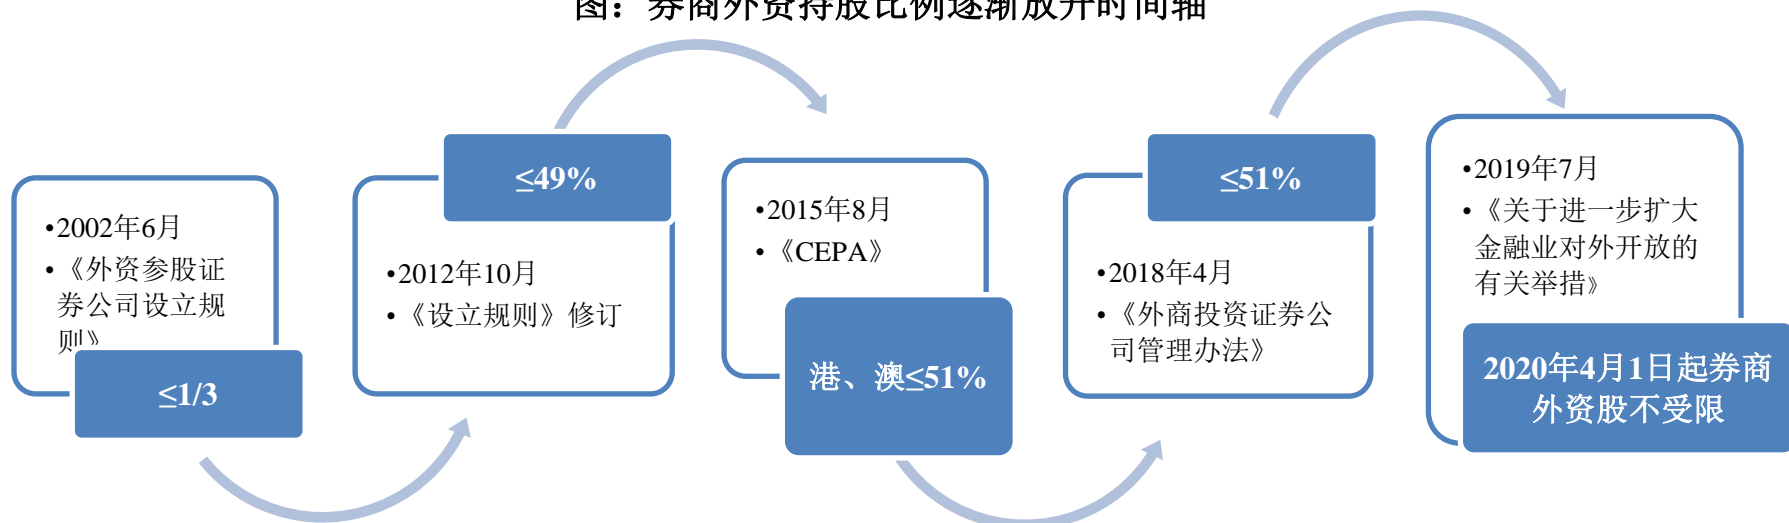 图：券商外资持股比例逐渐放开时间轴
•2002年6月
•《外资参股证
券公司设立规
则》
≤1/3
≤49%
•2012年10月
•《设立规则》修订
•2015年8月
•《CEPA》
港、澳≤51%
≤51%
•2018年4月
•《外商投资证券公
司管理办法》
•2019年7月
•《关于进一步扩大
金融业对外开放的
有关举措》
2020年4月1日起券商
外资股不受限